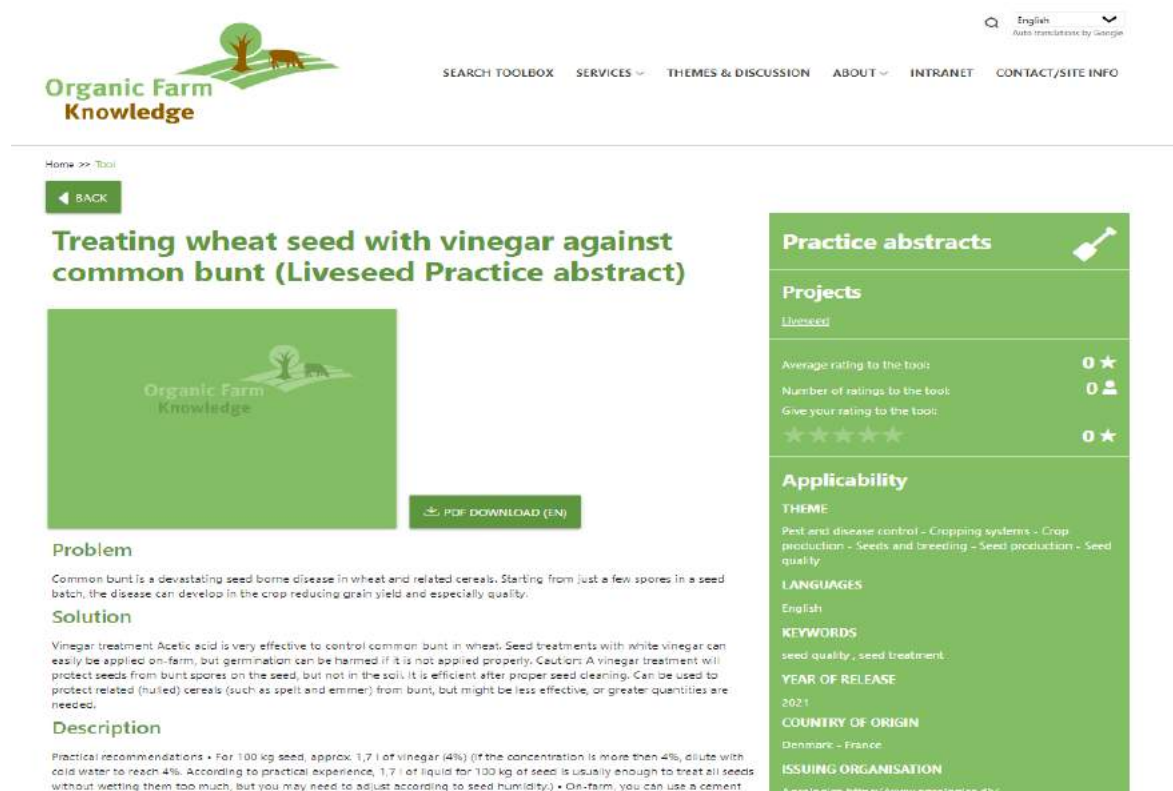 English
Auto translations by Google
Organic Farm
Knowledge
SEARCH TOOLBOX SERVICES THEMES & DISCUSSION ABOUT INTRANET CONTACT/SITE INFO
Home >> Tool
BACK
Treating wheat seed with vinegar against
common bunt (Liveseed Practice abstract)
Organic Farm
Knowledge
PDF DOWNLOAD (EN)
Problem
Common bunt is a devastating seed borne disease in wheat and related cereals. Starting from just a few spores in a seed
batch, the disease can develop in the crop reducing grain yield and especially quality.
Solution
Vinegar treatment Acetic acid is very effective to control common bunt in wheat. Seed treatments with white vinegar can
easily be applied on-farm, but germination can be harmed if it is not applied properly. Caution: A vinegar treatment will
protect seeds from bunt spores on the seed, but not in the soil. It is efficient after proper seed cleaning. Can be used to
protect related (hulled) cereals (such as spelt and emmer) from bunt, but might be less effective, or greater quantities are
needed.
Description
Practical recommendations • For 100 kg seed, approx. 1,7 l of vinegar (4%) (If the concentration is more then 4%, dilute with
cold water to reach 4%. According to practical experience, 1,7 l of liquid for 100 kg of seed is usually enough to treat all seeds
without wetting them too much, but you may need to adjust according to seed humidity.) • On-farm, you can use a cement
Practice abstracts
Projects
Liveseed
Average rating to the tool: 0
Number of ratings to the tool: 0
Give your rating to the tool:
0
Applicability
THEME
Pest and disease control - Cropping systems - Crop
production - Seeds and breeding - Seed production - Seed
quality
LANGUAGES
English
KEYWORDS
seed quality , seed treatment
YEAR OF RELEASE
2021
COUNTRY OF ORIGIN
Denmark - France
ISSUING ORGANISATION